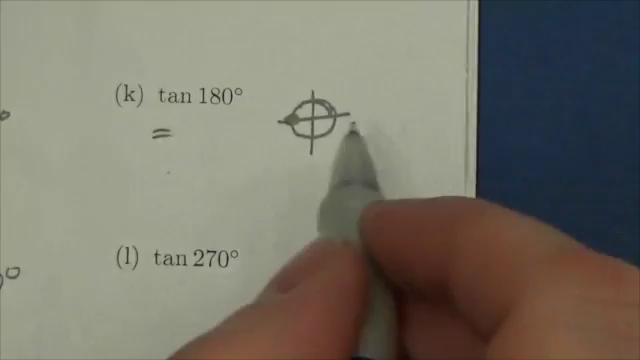 (k) tan 180°
=
(l) tan 270°